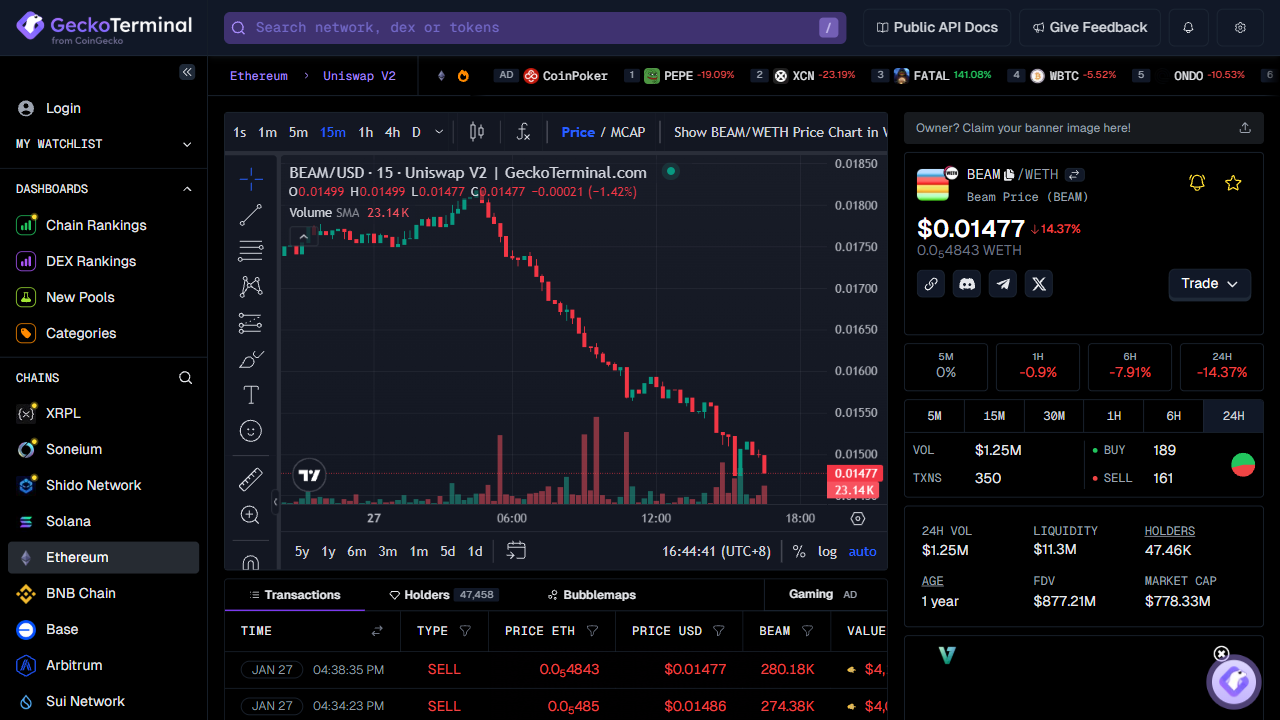 GeckoTerminal
from CoinGecko
Search network, dex or tokens
/
Public API Docs
Give Feedback
Login
MY WATCHLIST
DASHBOARDS
Chain Rankings
DEX Rankings
New Pools
Categories
CHAINS
XRPL
Soneium
Shido Network
Solana
Ethereum
BNB Chain
Base
Arbitrum
Sui Network
Ethereum > Uniswap V2
AD CoinPoker 1 PEPE -19.09% 2 XCN -23.19% 3 FATAL 141.08% 4 WBTC -5.52% 5 ONDO -10.53% 6
1s 1m 5m 15m 1h 4h D Price / MCAP Show BEAM/WETH Price Chart in
BEAM/USD · 15 · Uniswap V2 | GeckoTerminal.com
O0.01499 H0.01499 L0.01477 C0.01477 −0.00021 (−1.42%)
Volume SMA 23.14K
0.01850
0.01800
0.01750
0.01700
0.01650
0.01600
0.01550
0.01500
0.01477
23.14K
27 06:00 12:00 18:00
5y 1y 6m 3m 1m 5d 1d 16:44:41 (UTC+8) % log auto
Transactions Holders 47,458 Bubblemaps Gaming AD
TIME TYPE PRICE ETH PRICE USD BEAM VALUE
JAN 27 04:38:35 PM SELL 0.0₅4843 $0.01477 280.18K $4,
JAN 27 04:34:23 PM SELL 0.0₅485 $0.01486 274.38K $4,
Owner? Claim your banner image here!
BEAM /WETH
Beam Price (BEAM)
$0.01477 ↓14.37%
0.0₅4843 WETH
Trade
5M 1H 6H 24H
0% -0.9% -7.91% -14.37%
5M 15M 30M 1H 6H 24H
VOL $1.25M BUY 189
TXNS 350 SELL 161
24H VOL LIQUIDITY HOLDERS
$1.25M $11.3M 47.46K
AGE FDV MARKET CAP
1 year $877.21M $778.33M